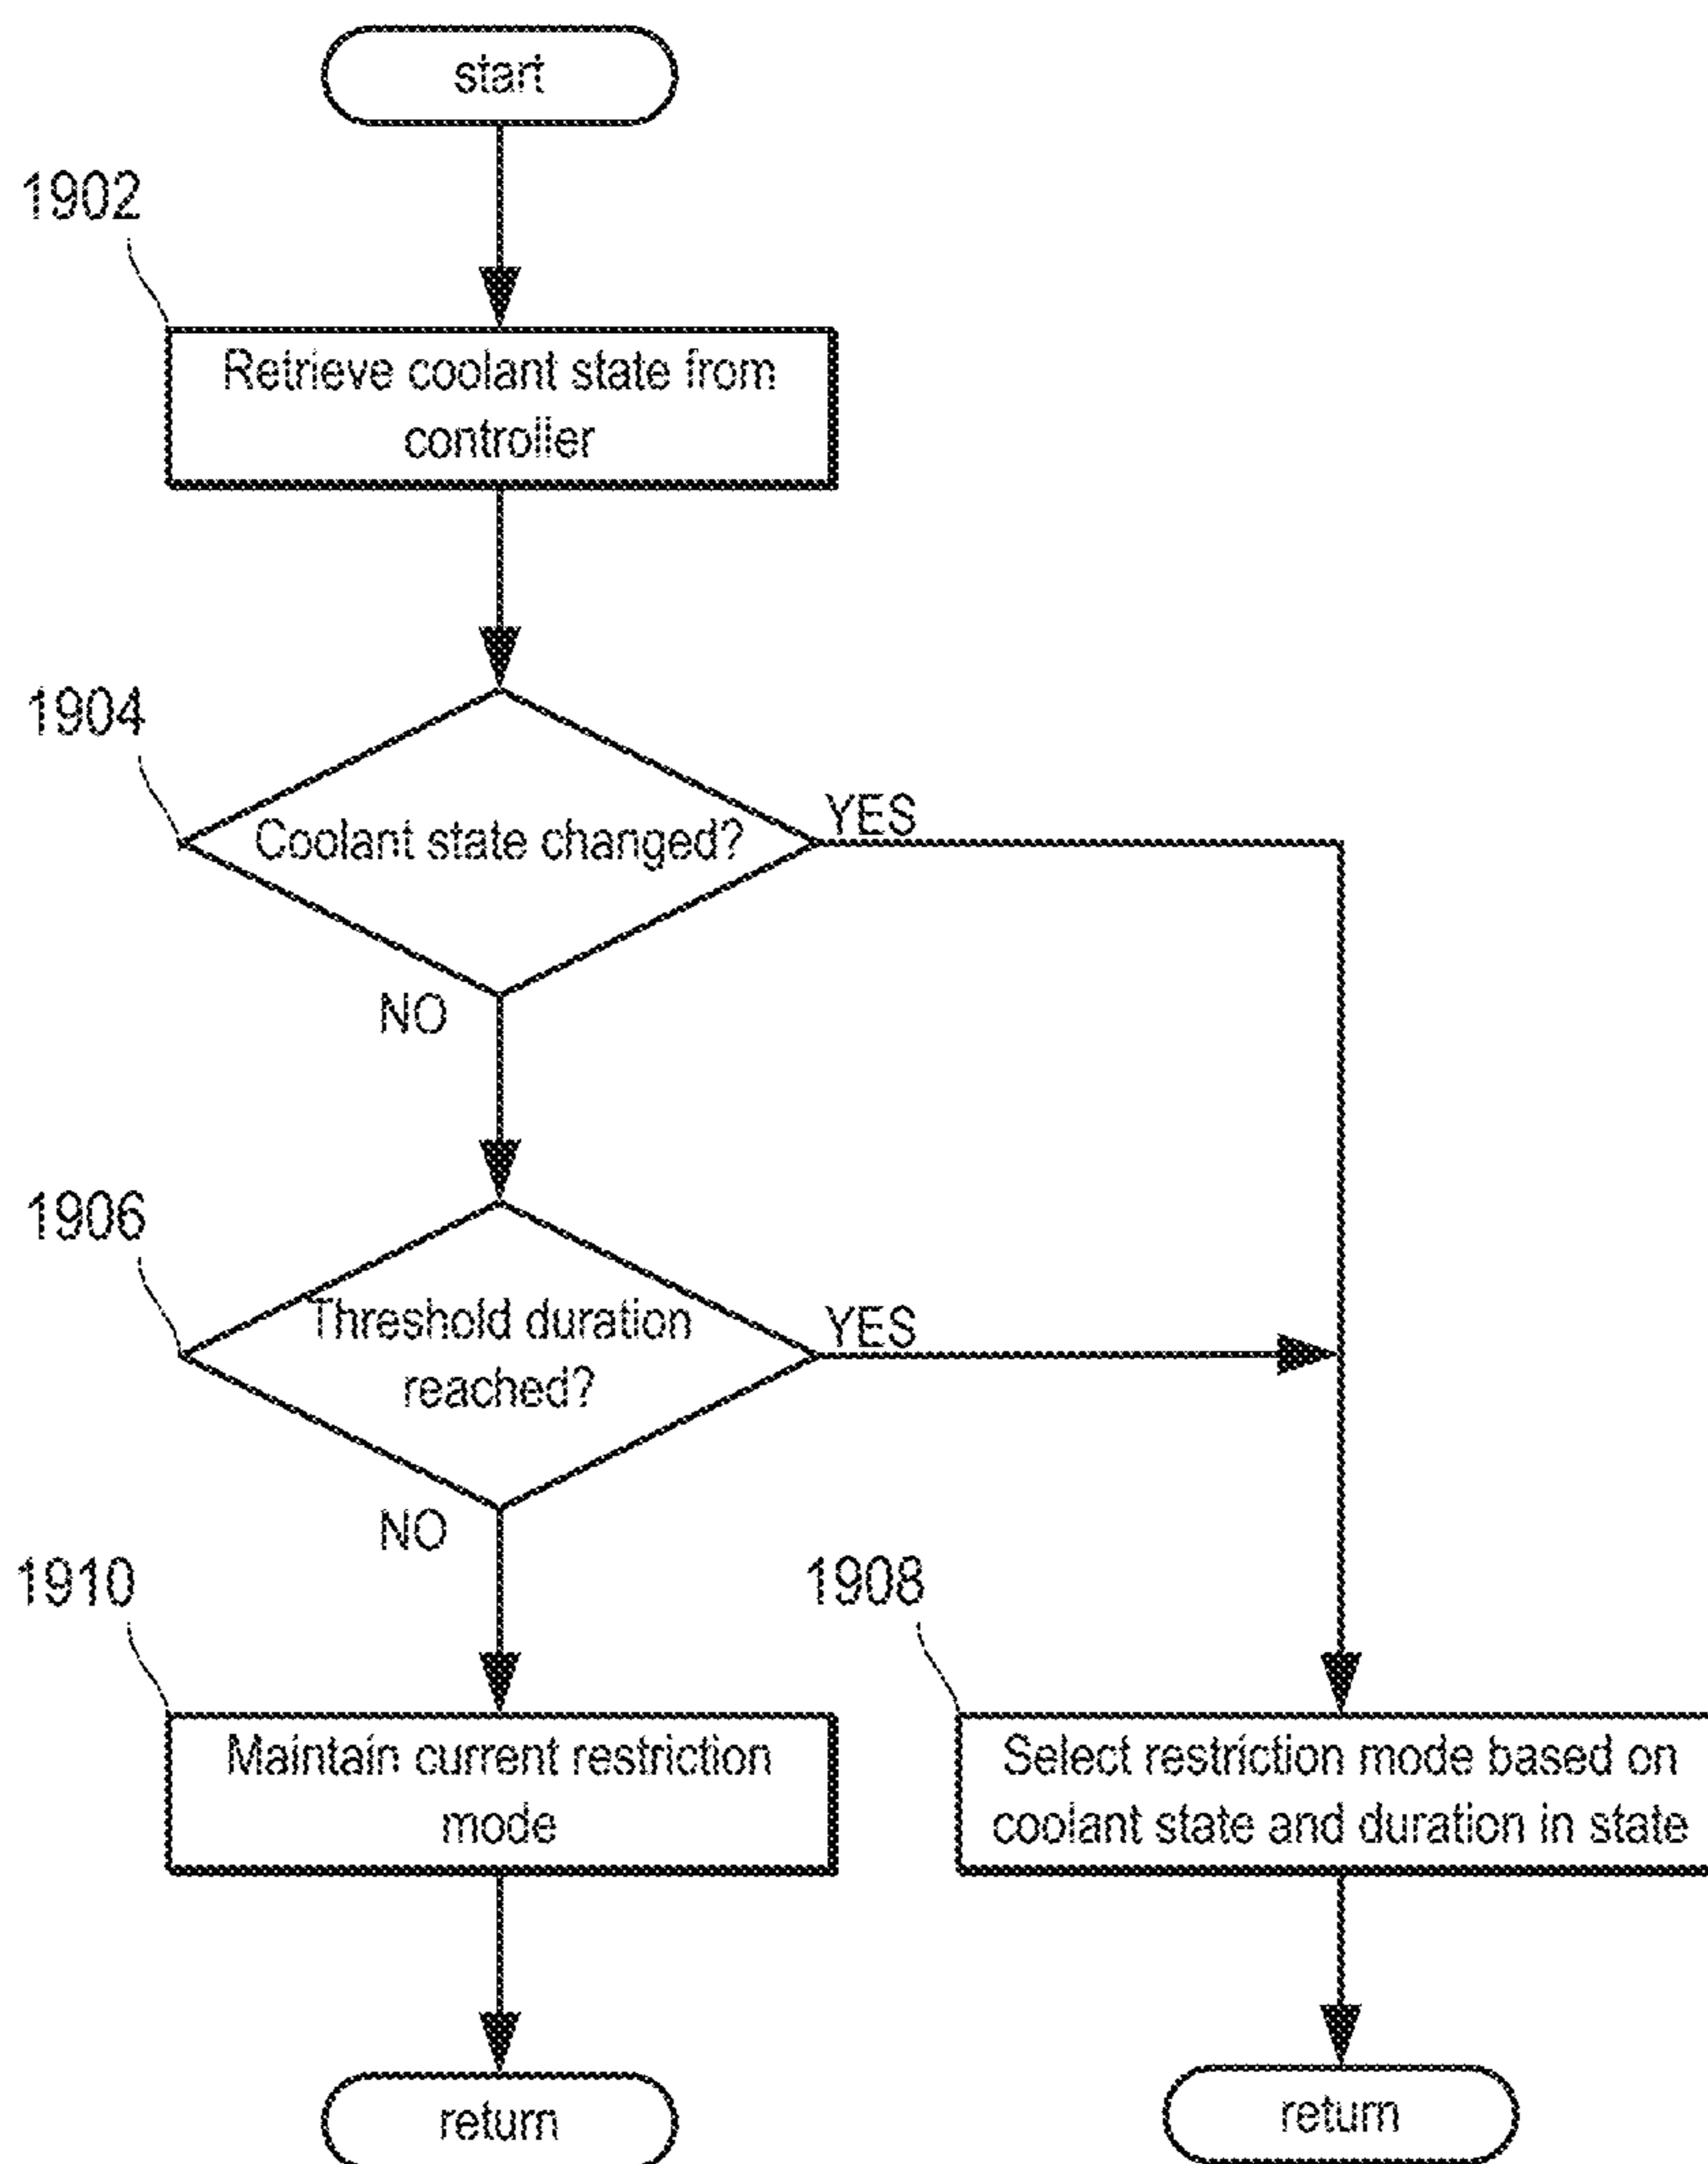 start
1902
Retrieve coolant state from
controller
1904
Coolant state changed?
YES
NO
1906
Threshold duration
reached?
YES
NO
1910
Maintain current restriction
mode
return
1908
Select restriction mode based on
coolant state and duration in state
return